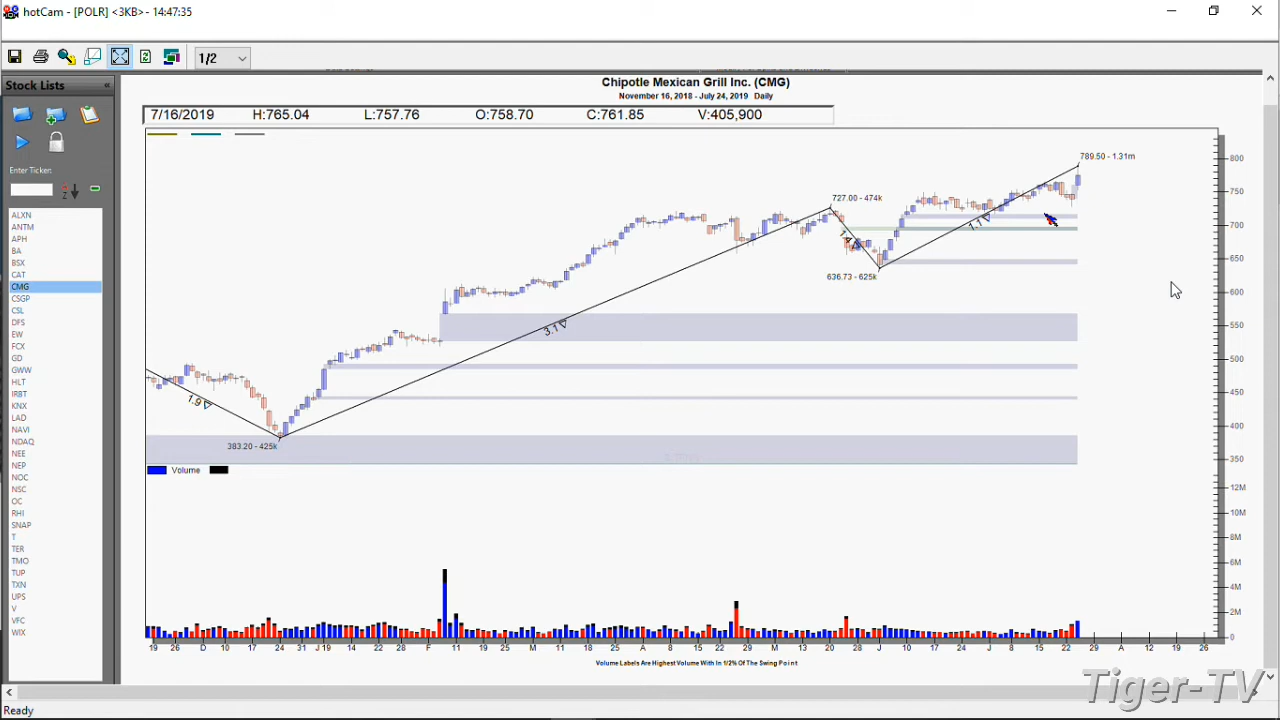 hotCam - [POLR] <3KB>- 14:47:35
1/2
Stock Lists «
Enter Ticker:
ALXN
ANTM
APH
BA
BSX
CAT
CMG
CSGP
CSL
DFS
EW
FCX
GD
GWW
HLT
IRBT
KNX
LAD
NAVI
NDAQ
NEE
NEP
NOC
NSC
OC
RHI
SNAP
T
TER
TMO
TUP
TXN
UPS
V
VFC
WIX
Chipotle Mexican Grill Inc. (CMG)
November 16, 2018 - July 24, 2019 Daily
7/16/2019 H:765.04 L:757.76 O:758.70 C:761.85 V:405,900
789.50 - 1.31m
727.00 - 474k
636.73 - 625k
383.20 - 425k
1.9
3.1
1.1
800
750
700
650
600
550
500
450
400
350
Volume
12M
10M
8M
6M
4M
2M
0
19 26 D 10 17 24 31 J 19 14 22 28 F 11 19 25 M 11 18 25 A 8 15 22 M 13 20 28 J 10 17 24 J 8 15 22 29 A 12 19 26
Volume Labels Are Highest Volume With In 1/2% Of The Swing Point
Tiger-TV
Ready